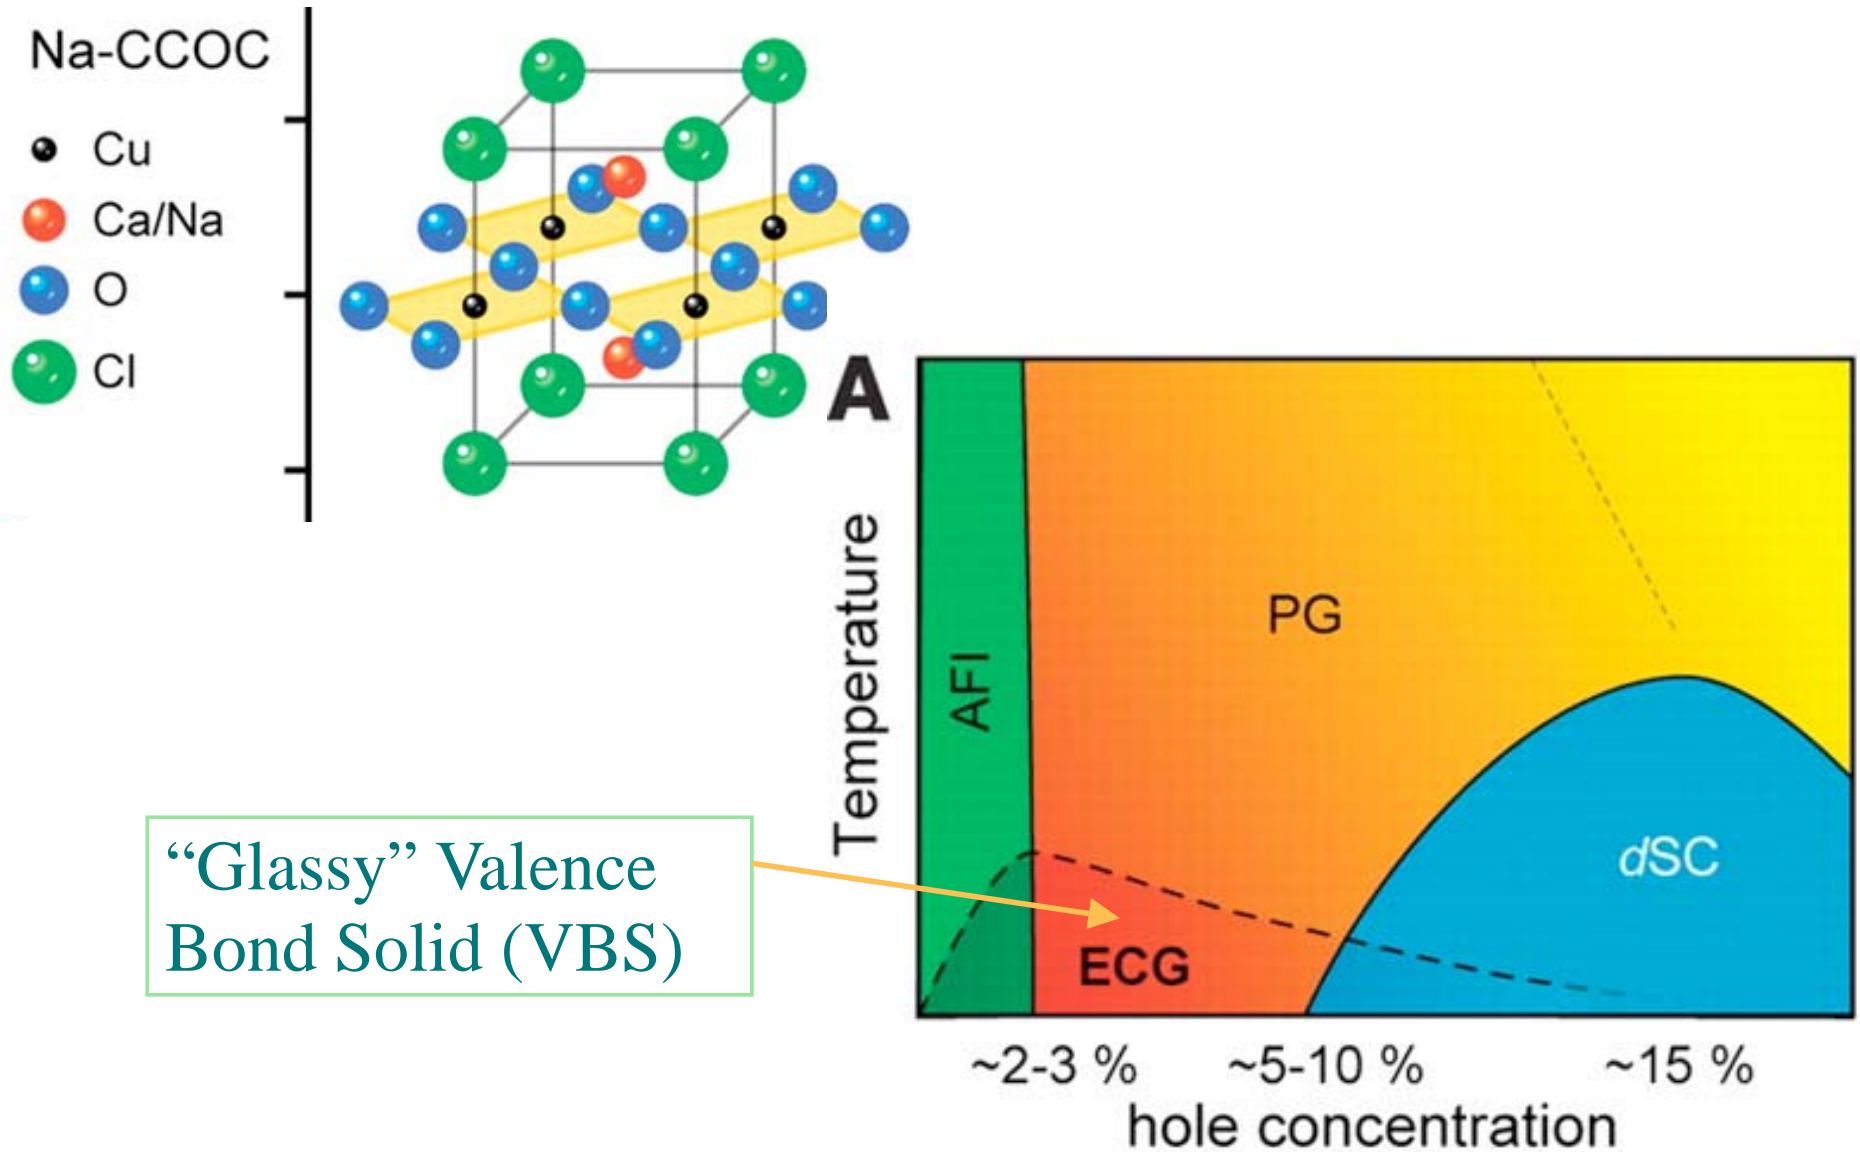 Na-CCOC
Cu
Ca/Na
O
Cl
A
Temperature
AFI
PG
dSC
ECG
“Glassy” Valence
Bond Solid (VBS)
~2-3 %
~5-10 %
~15 %
hole concentration